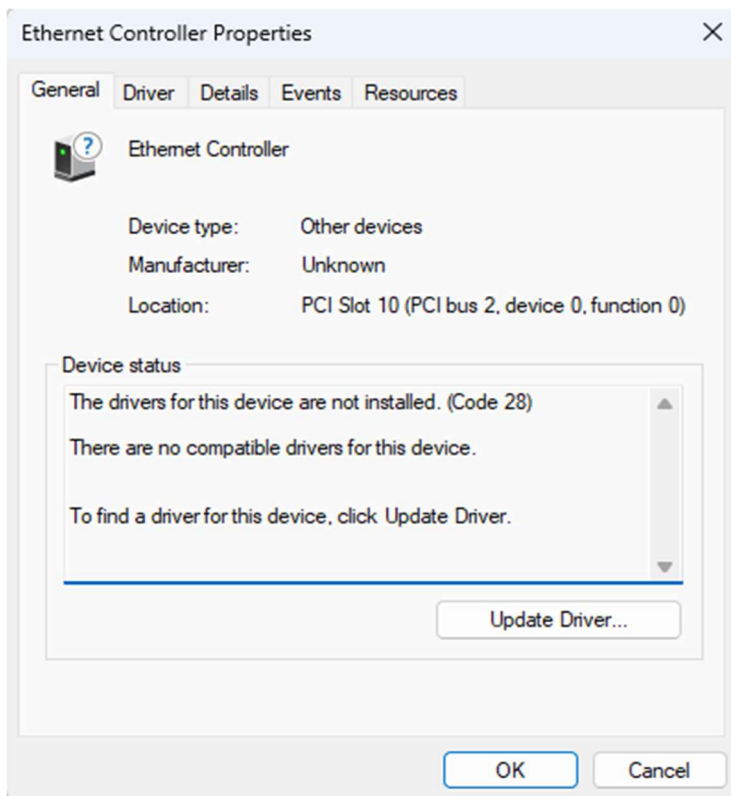 Ethernet Controller Properties
General Driver Details Events Resources
Ethernet Controller
Device type: Other devices
Manufacturer: Unknown
Location: PCI Slot 10 (PCI bus 2, device 0, function 0)
Device status
The drivers for this device are not installed. (Code 28)
There are no compatible drivers for this device.
To find a driver for this device, click Update Driver.
Update Driver...
OK Cancel